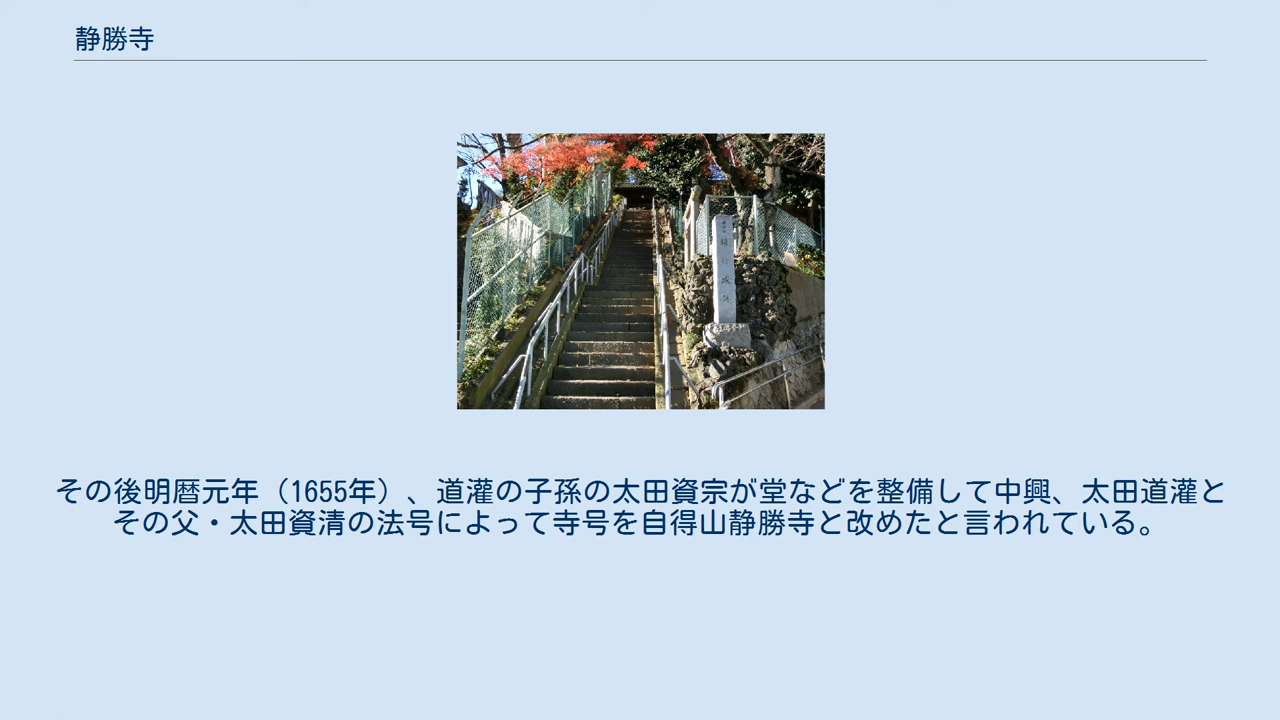 静勝寺
その後明暦元年（1655年）、道灌の子孫の太田資宗が堂などを整備して中興、太田道灌と
その父・太田資清の法号によって寺号を自得山静勝寺と改めたと言われている。